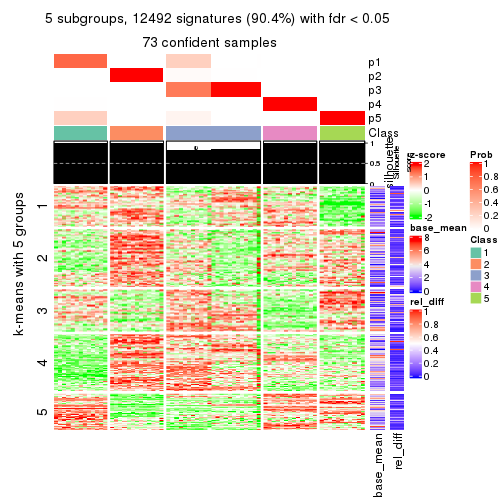 5 subgroups, 12492 signatures (90.4%) with fdr < 0.05
73 confident samples
p1
p2
p3
p4
p5
Class
1
0.5
0
silhouette
Silhouette
score
k-means with 5 groups
1
2
3
4
5
base_mean
rel_diff
z-score
2
1
0
-1
-2
base_mean
8
6
4
2
0
rel_diff
1
0.8
0.6
0.4
0.2
0
Prob
1
0.8
0.6
0.4
0.2
0
Class
1
2
3
4
5